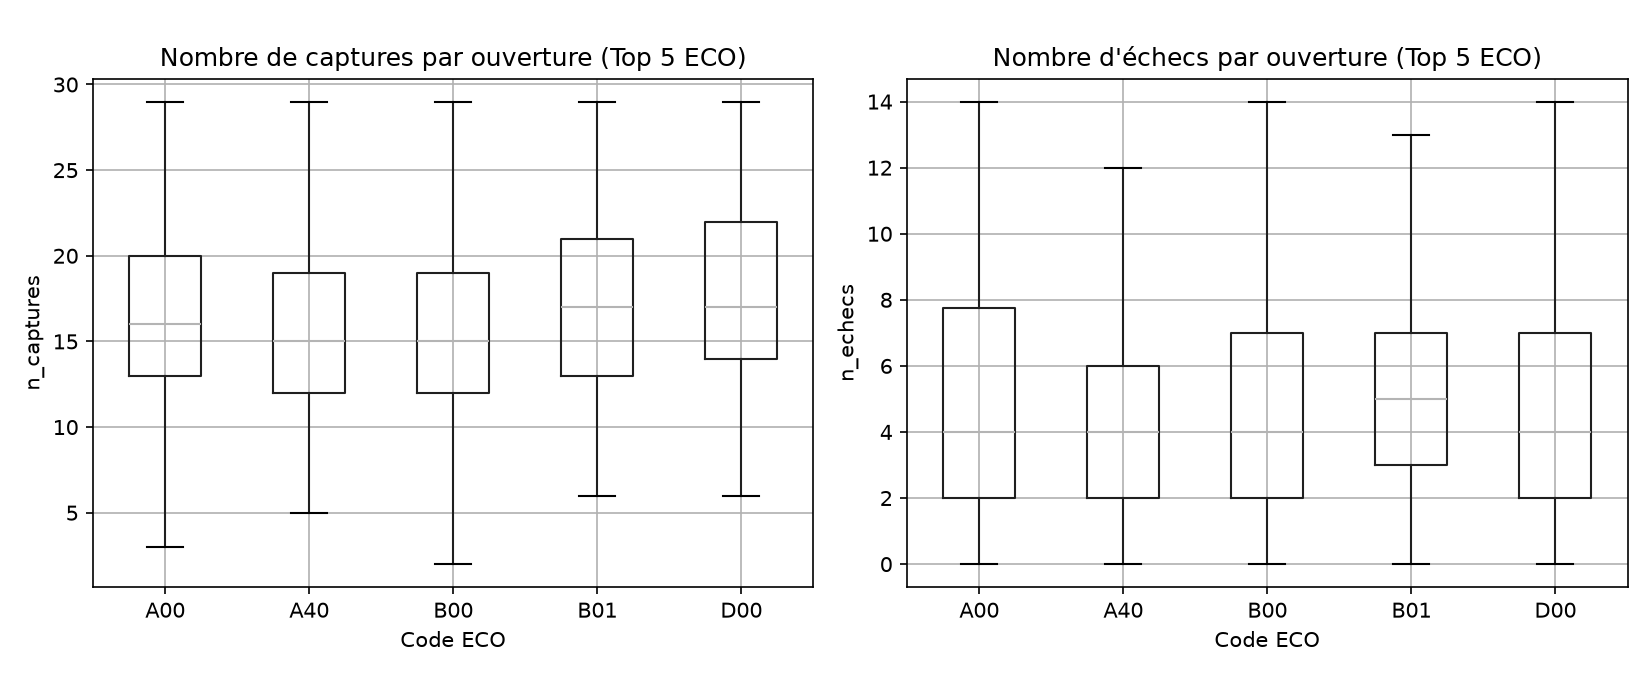 Nombre de captures par ouverture (Top 5 ECO)
30
25
20
15
10
5
n_captures
A00 A40 B00 B01 D00
Code ECO
Nombre d'échecs par ouverture (Top 5 ECO)
14
12
10
8
6
4
2
0
n_echecs
A00 A40 B00 B01 D00
Code ECO